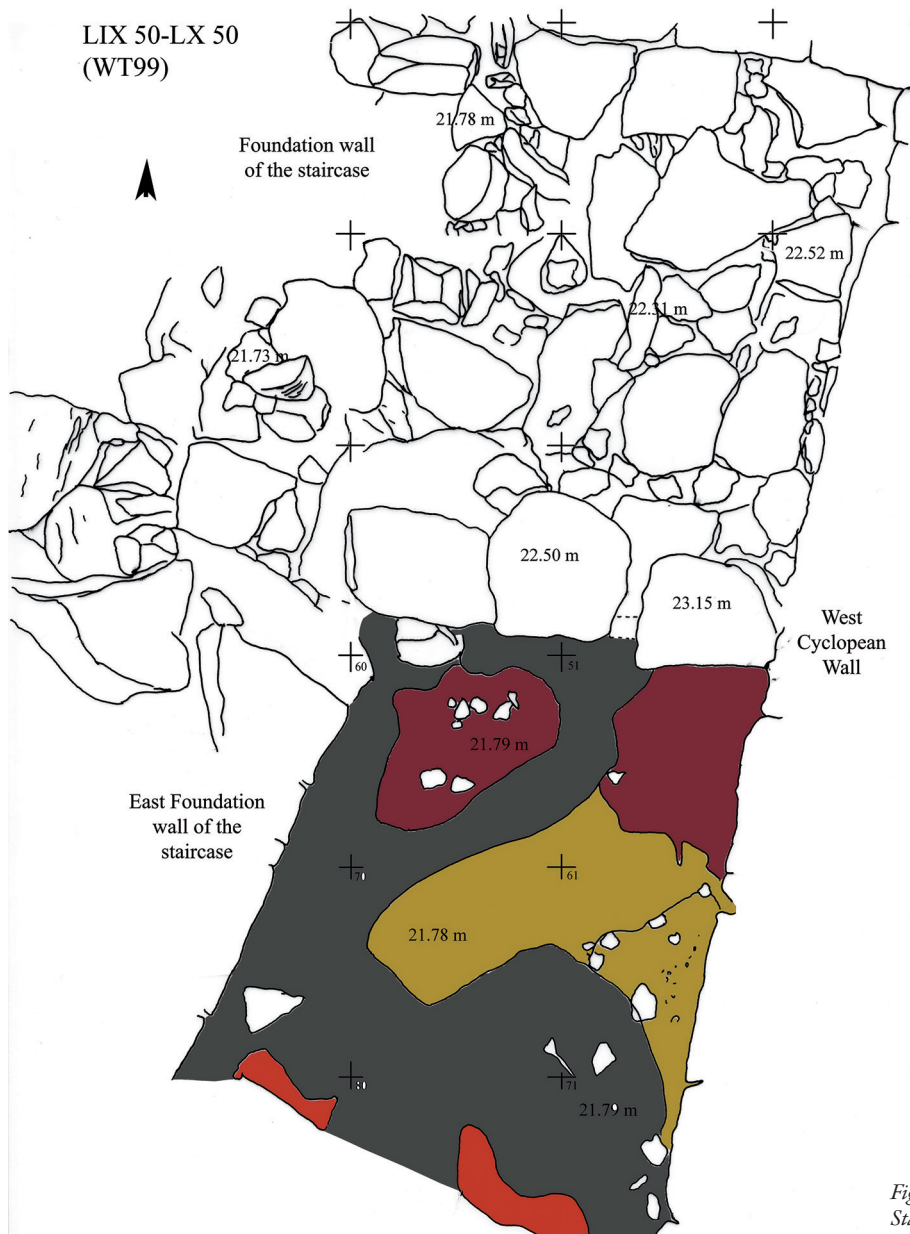 LIX 50-LX 50
(WT99)
21.78 m
Foundation wall
of the staircase
22.52 m
22.31 m
21.73 m
22.50 m
23.15 m
West
Cyclopean
Wall
60
51
21.79 m
East Foundation
wall of the
staircase
70
61
21.78 m
80
71
21.79 m
Fig
Sta